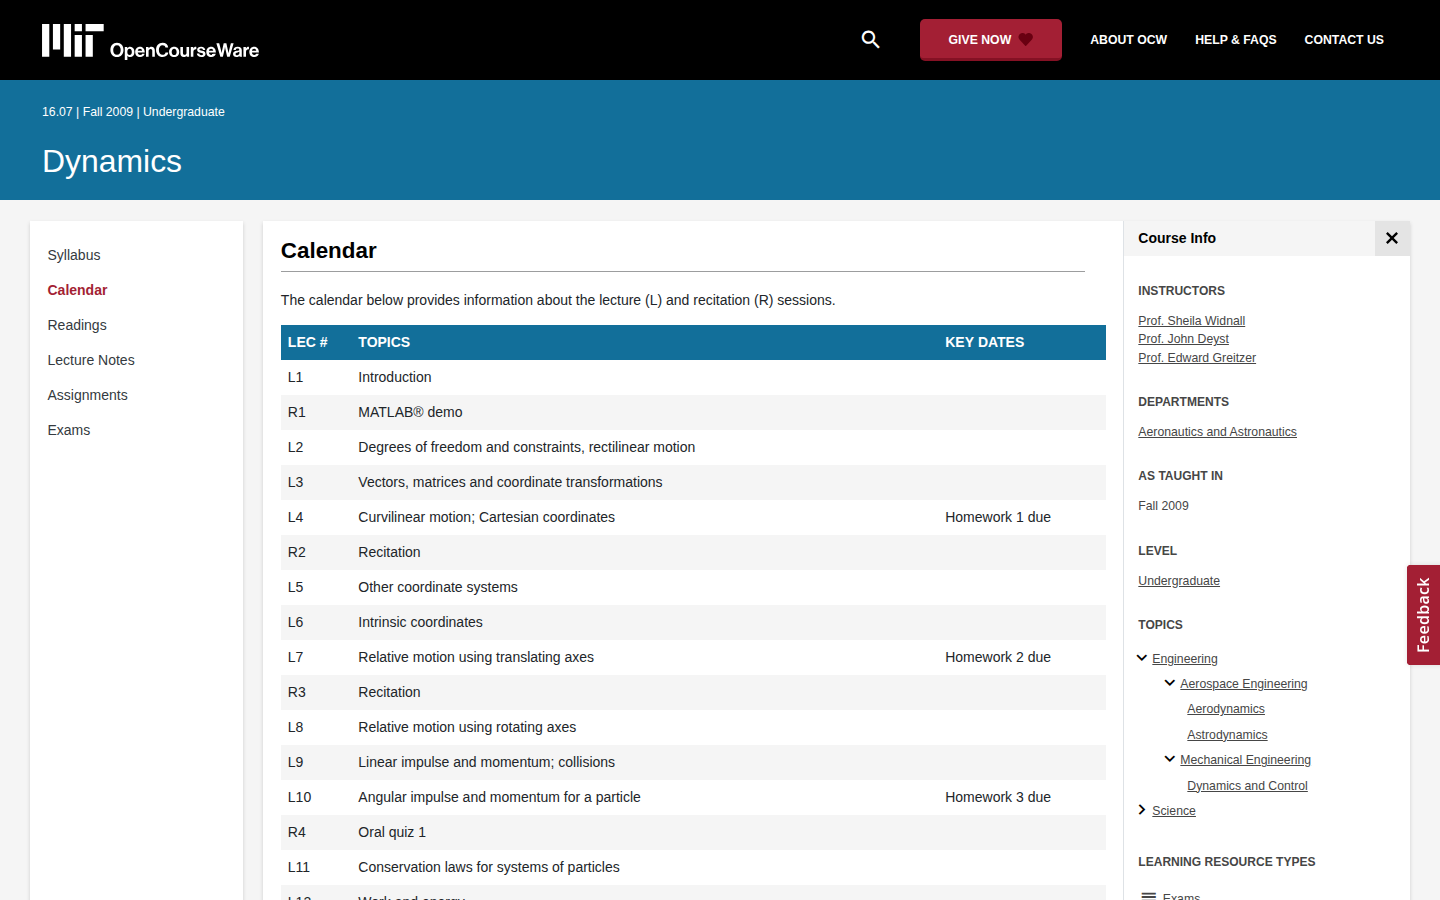 MIT OpenCourseWare
GIVE NOW
ABOUT OCW
HELP & FAQS
CONTACT US
16.07 | Fall 2009 | Undergraduate
Dynamics
Syllabus
Calendar
Readings
Lecture Notes
Assignments
Exams
Calendar
The calendar below provides information about the lecture (L) and recitation (R) sessions.
LEC # TOPICS KEY DATES
L1 Introduction
R1 MATLAB® demo
L2 Degrees of freedom and constraints, rectilinear motion
L3 Vectors, matrices and coordinate transformations
L4 Curvilinear motion; Cartesian coordinates Homework 1 due
R2 Recitation
L5 Other coordinate systems
L6 Intrinsic coordinates
L7 Relative motion using translating axes Homework 2 due
R3 Recitation
L8 Relative motion using rotating axes
L9 Linear impulse and momentum; collisions
L10 Angular impulse and momentum for a particle Homework 3 due
R4 Oral quiz 1
L11 Conservation laws for systems of particles
L12 Work and energy
Course Info
INSTRUCTORS
Prof. Sheila Widnall
Prof. John Deyst
Prof. Edward Greitzer
DEPARTMENTS
Aeronautics and Astronautics
AS TAUGHT IN
Fall 2009
LEVEL
Undergraduate
TOPICS
Engineering
Aerospace Engineering
Aerodynamics
Astrodynamics
Mechanical Engineering
Dynamics and Control
Science
LEARNING RESOURCE TYPES
Exams
Feedback